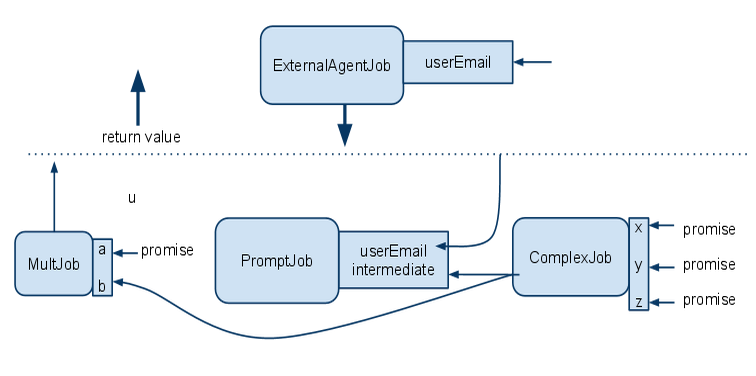 ExternalAgentJob
userEmail
return value
u
MultJob
a
b
promise
PromptJob
userEmail
intermediate
ComplexJob
x
y
z
promise
promise
promise